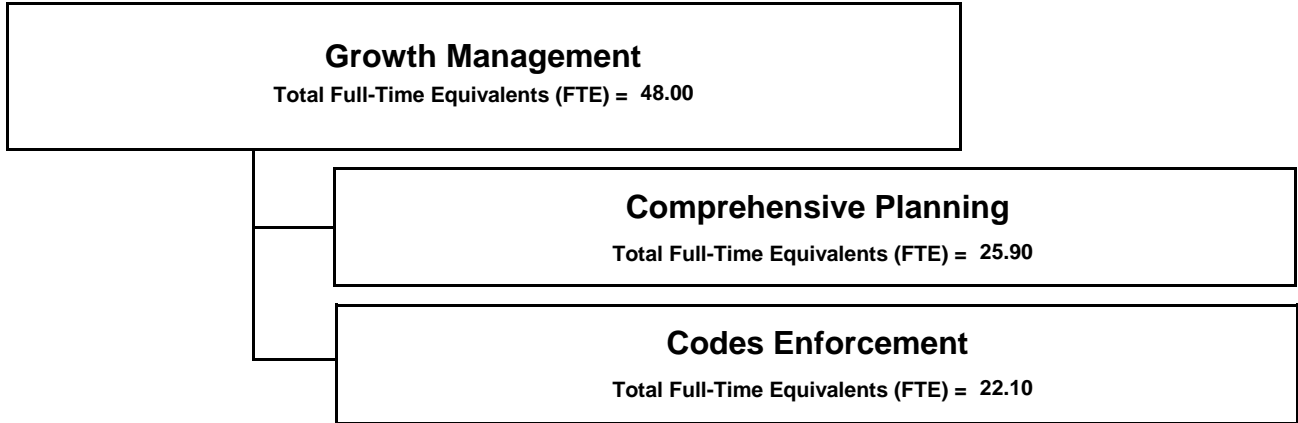 Growth Management
Total Full-Time Equivalents (FTE) = 48.00
Comprehensive Planning
Total Full-Time Equivalents (FTE) = 25.90
Codes Enforcement
Total Full-Time Equivalents (FTE) = 22.10